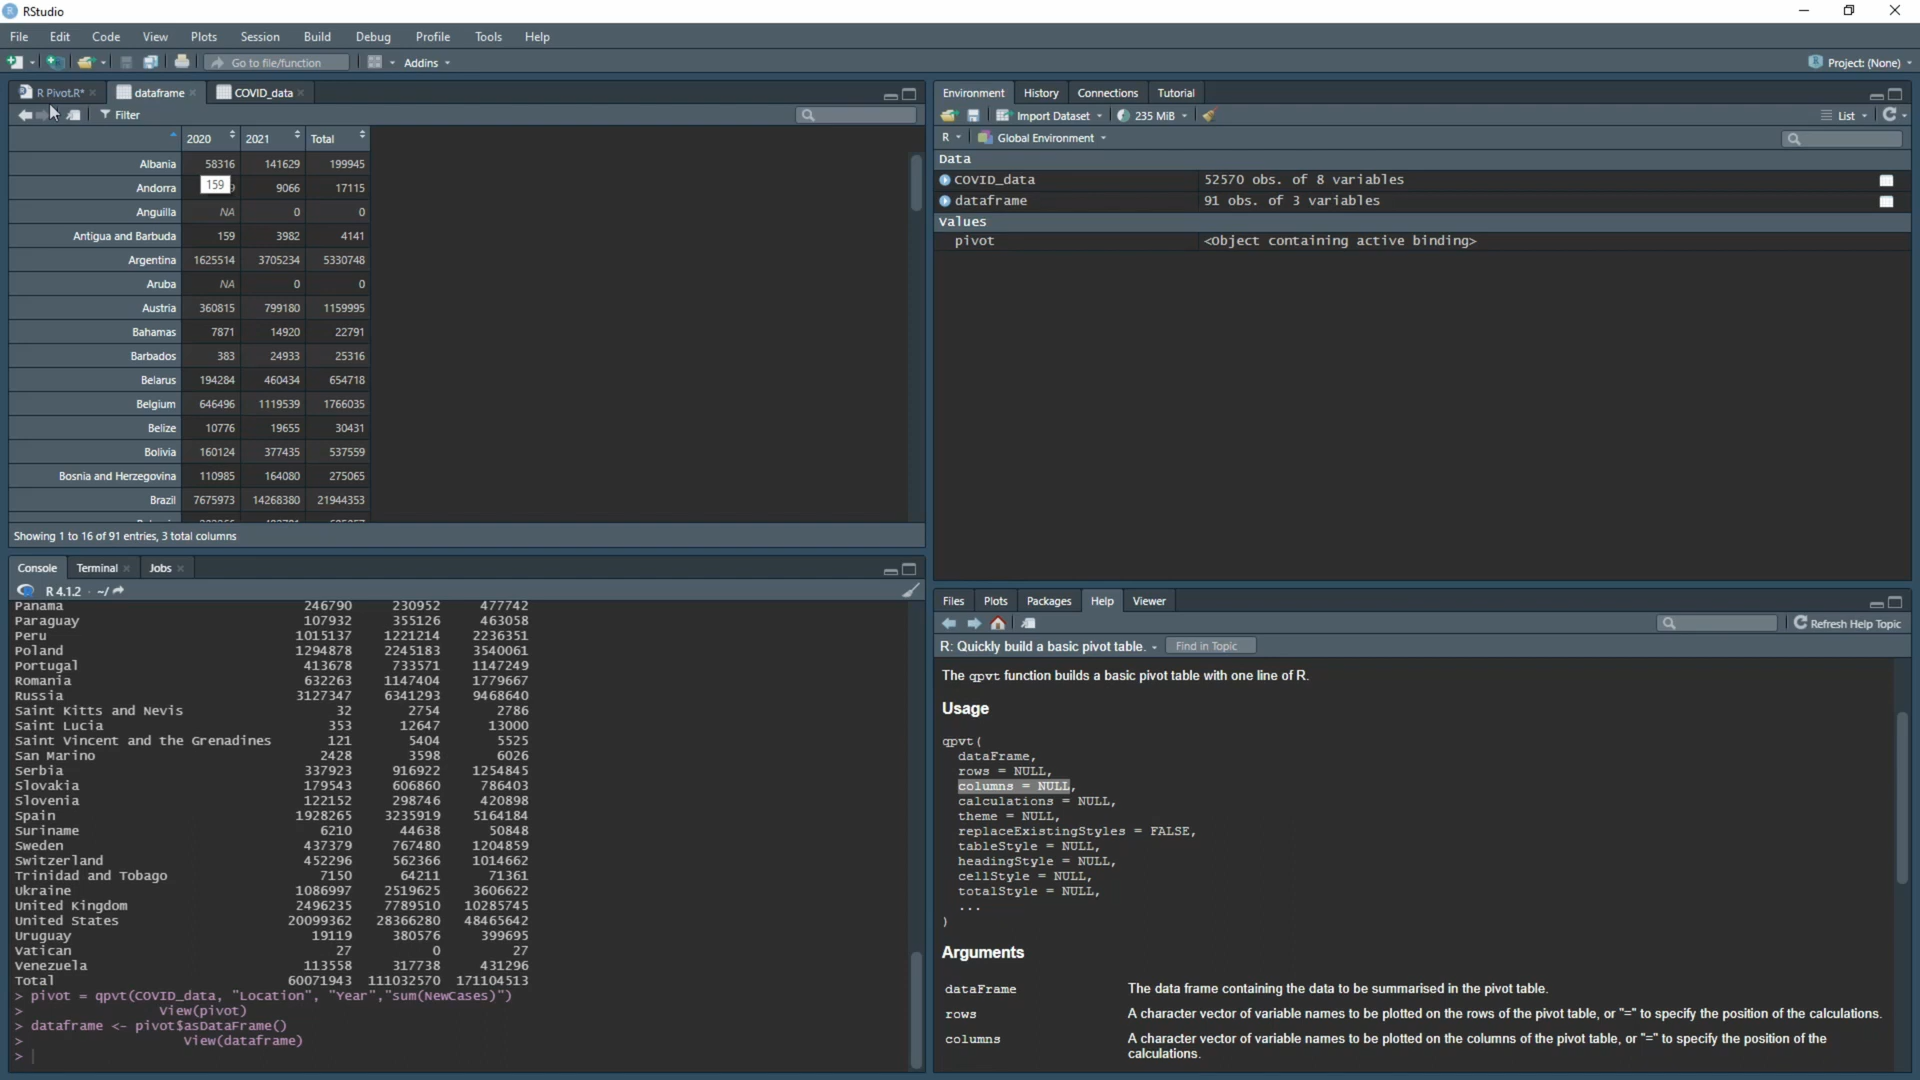 RStudio
File Edit Code View Plots Session Build Debug Profile Tools Help
Go to file/function Addins Project: (None)
R Pivot.R* dataframe COVID_data
Filter
2020 2021 Total
Albania 58316 141629 199945
Andorra 9066 17115
159
Anguilla NA 0 0
Antigua and Barbuda 159 3982 4141
Argentina 1625514 3705234 5330748
Aruba NA 0 0
Austria 360815 799180 1159995
Bahamas 7871 14920 22791
Barbados 383 24933 25316
Belarus 194284 460434 654718
Belgium 646496 1119539 1766035
Belize 10776 19655 30431
Bolivia 160124 377435 537559
Bosnia and Herzegovina 110985 164080 275065
Brazil 7675973 14268380 21944353
Showing 1 to 16 of 91 entries, 3 total columns
Console Terminal Jobs
R 4.1.2 · ~/
Panama 246790 230952 477742
Paraguay 107932 355126 463058
Peru 1015137 1221214 2236351
Poland 1294878 2245183 3540061
Portugal 413678 733571 1147249
Romania 632263 1147404 1779667
Russia 3127347 6341293 9468640
Saint Kitts and Nevis 32 2754 2786
Saint Lucia 353 12647 13000
Saint Vincent and the Grenadines 121 5404 5525
San Marino 2428 3598 6026
Serbia 337923 916922 1254845
Slovakia 179543 606860 786403
Slovenia 122152 298746 420898
Spain 1928265 3235919 5164184
Suriname 6210 44638 50848
Sweden 437379 767480 1204859
Switzerland 452296 562366 1014662
Trinidad and Tobago 7150 64211 71361
Ukraine 1086997 2519625 3606622
United Kingdom 2496235 7789510 10285745
United States 20099362 28366280 48465642
Uruguay 19119 380576 399695
Vatican 27 0 27
Venezuela 113558 317738 431296
Total 60071943 111032570 171104513
> pivot = qpvt(COVID_data, "Location", "Year","sum(NewCases)")
> View(pivot)
> dataframe <- pivot$asDataFrame()
> View(dataframe)
>
Environment History Connections Tutorial
Import Dataset 235 MiB List
R Global Environment
Data
COVID_data 52570 obs. of 8 variables
dataframe 91 obs. of 3 variables
Values
pivot <Object containing active binding>
Files Plots Packages Help Viewer
Refresh Help Topic
R: Quickly build a basic pivot table. Find in Topic
The qpvt function builds a basic pivot table with one line of R.
Usage
qpvt(
dataFrame,
rows = NULL,
columns = NULL,
calculations = NULL,
theme = NULL,
replaceExistingStyles = FALSE,
tableStyle = NULL,
headingStyle = NULL,
cellStyle = NULL,
totalStyle = NULL,
...
)
Arguments
dataFrame The data frame containing the data to be summarised in the pivot table.
rows A character vector of variable names to be plotted on the rows of the pivot table, or "=" to specify the position of the calculations.
columns A character vector of variable names to be plotted on the columns of the pivot table, or "=" to specify the position of the
calculations.